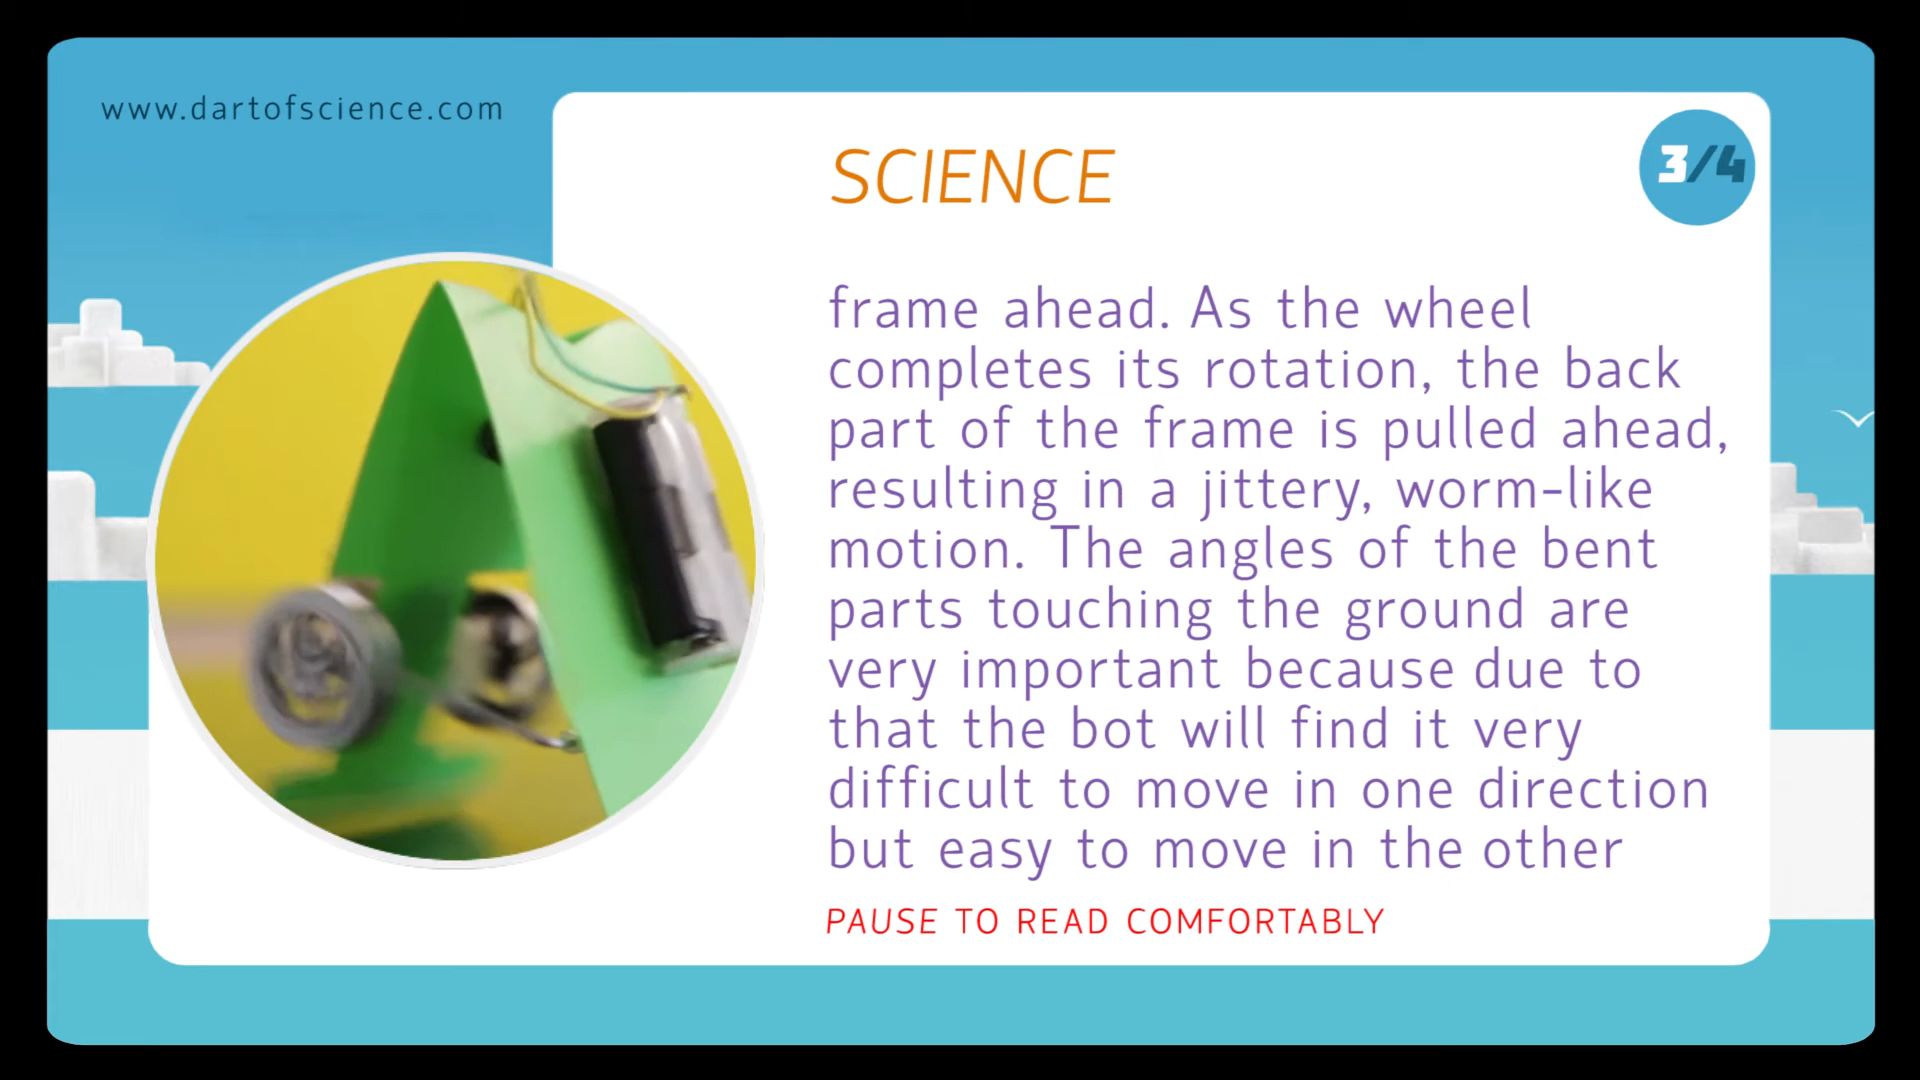 www.dartofscience.com
SCIENCE
3/4
frame ahead. As the wheel
completes its rotation, the back
part of the frame is pulled ahead,
resulting in a jittery, worm-like
motion. The angles of the bent
parts touching the ground are
very important because due to
that the bot will find it very
difficult to move in one direction
but easy to move in the other
PAUSE TO READ COMFORTABLY